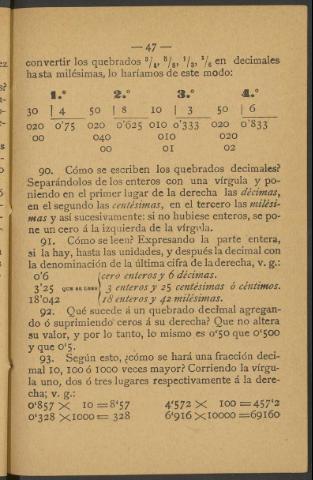 — 47 —
convertir los quebrados 3/4, 5/8, 1/3, 5/6 en decimales
hasta milésimas, lo haríamos de este modo:
1.° 2.° 3.° 4.°
30 | 4 50 | 8 10 | 3 50 | 6
020 0'75 020 0'625 010 0'333 020 0'833
00 040 010 020
00 01 02
90. Cómo se escriben los quebrados decimales?
Separándolos de los enteros con una vírgula y po-
niendo en el primer lugar de la derecha las décimas,
en el segundo las centésimas, en el tercero las milési-
mas y así sucesivamente: si no hubiese enteros, se po-
ne un cero á la izquierda de la vírgula.
91. Cómo se leen? Expresando la parte entera,
si la hay, hasta las unidades, y después la decimal con
la denominación de la última cifra de la derecha, v. g.:
0'6 cero enteros y 6 décimas.
3'25 QUE SE LEEN 3 enteros y 25 centésimas ó céntimos.
18'042 18 enteros y 42 milésimas.
92. Qué sucede á un quebrado decimal agregan-
do ó suprimiendo ceros á su derecha? Que no altera
su valor, y por lo tanto, lo mismo es 0'50 que 0'500
y que 0'5.
93. Según esto, ¿cómo se hará una fracción deci-
mal 10, 100 ó 1000 veces mayor? Corriendo la vírgu-
la uno, dos ó tres lugares respectivamente á la dere-
cha; v. g.:
0'857 × 10 = 8'57 4'572 × 100 = 457'2
0'328 × 1000 = 328 6'916 × 10000 = 69160